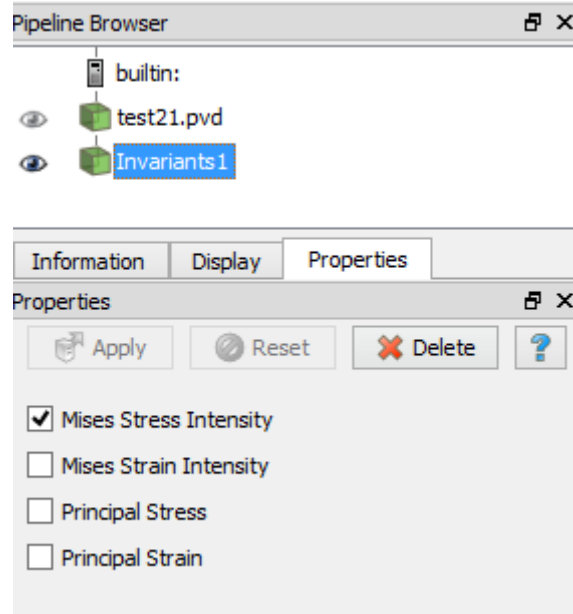 Pipeline Browser
builtin:
test21.pvd
Invariants1
Information Display Properties
Properties
Apply Reset Delete ?
Mises Stress Intensity
Mises Strain Intensity
Principal Stress
Principal Strain